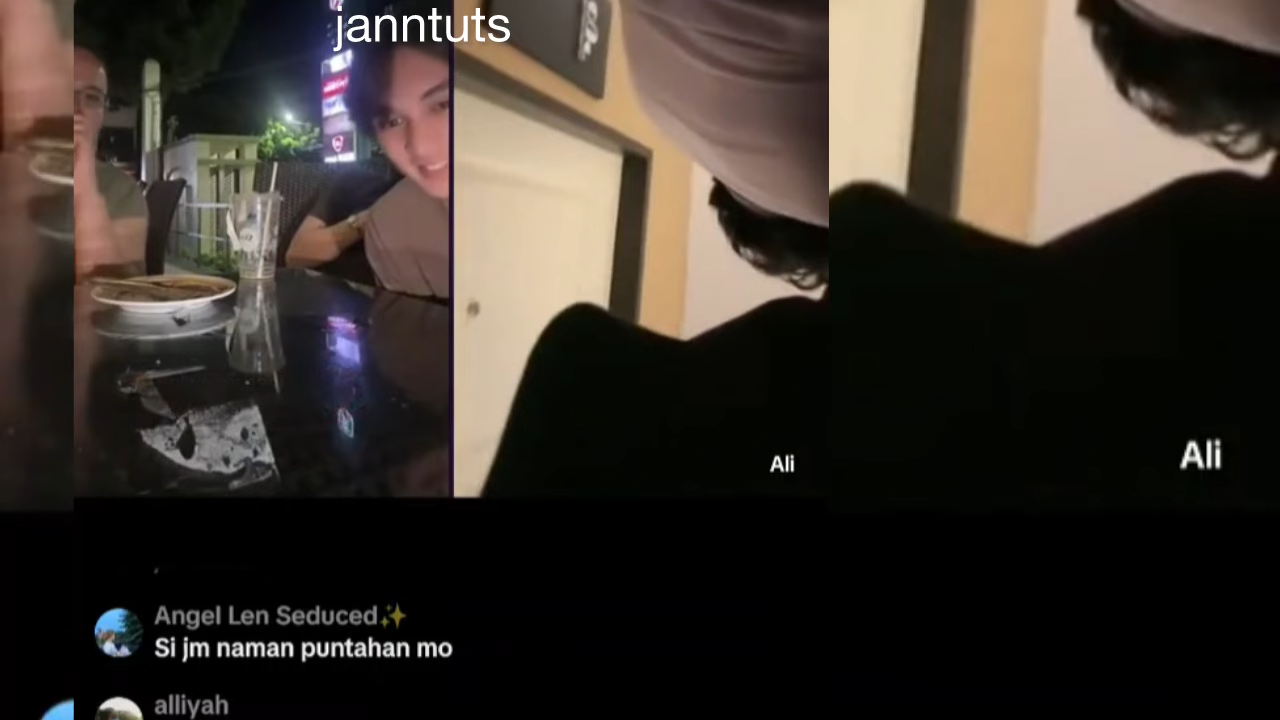 janntuts
Ali
Ali
Angel Len Seduced✨
Si jm naman puntahan mo
alliyah